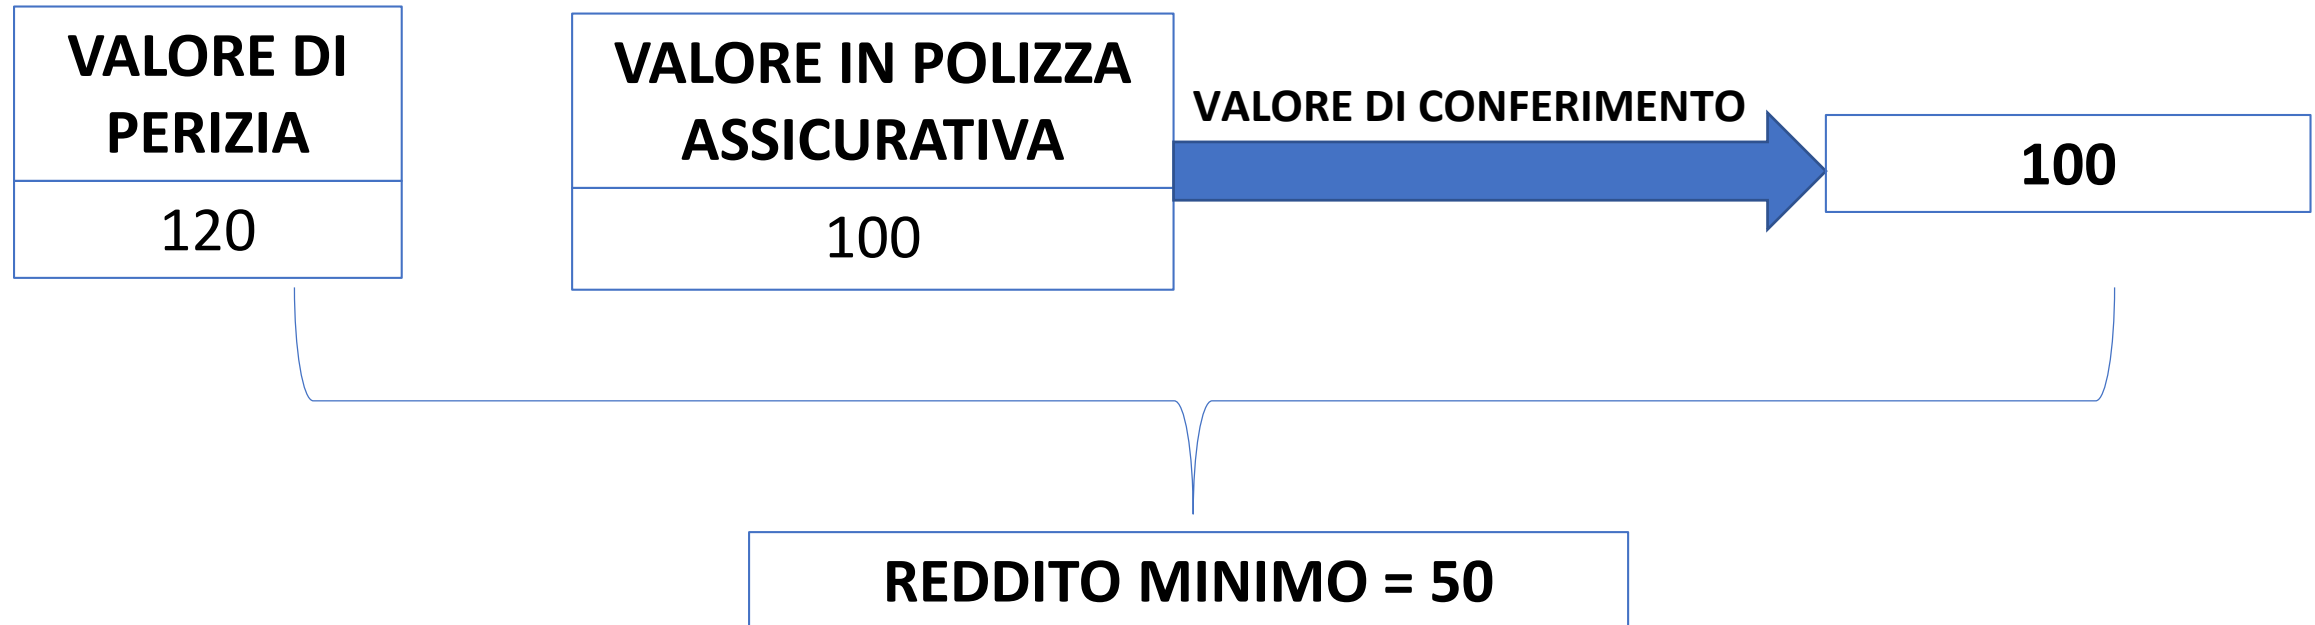 VALORE DI
PERIZIA
120
VALORE IN POLIZZA
ASSICURATIVA
100
VALORE DI CONFERIMENTO
100
REDDITO MINIMO = 50